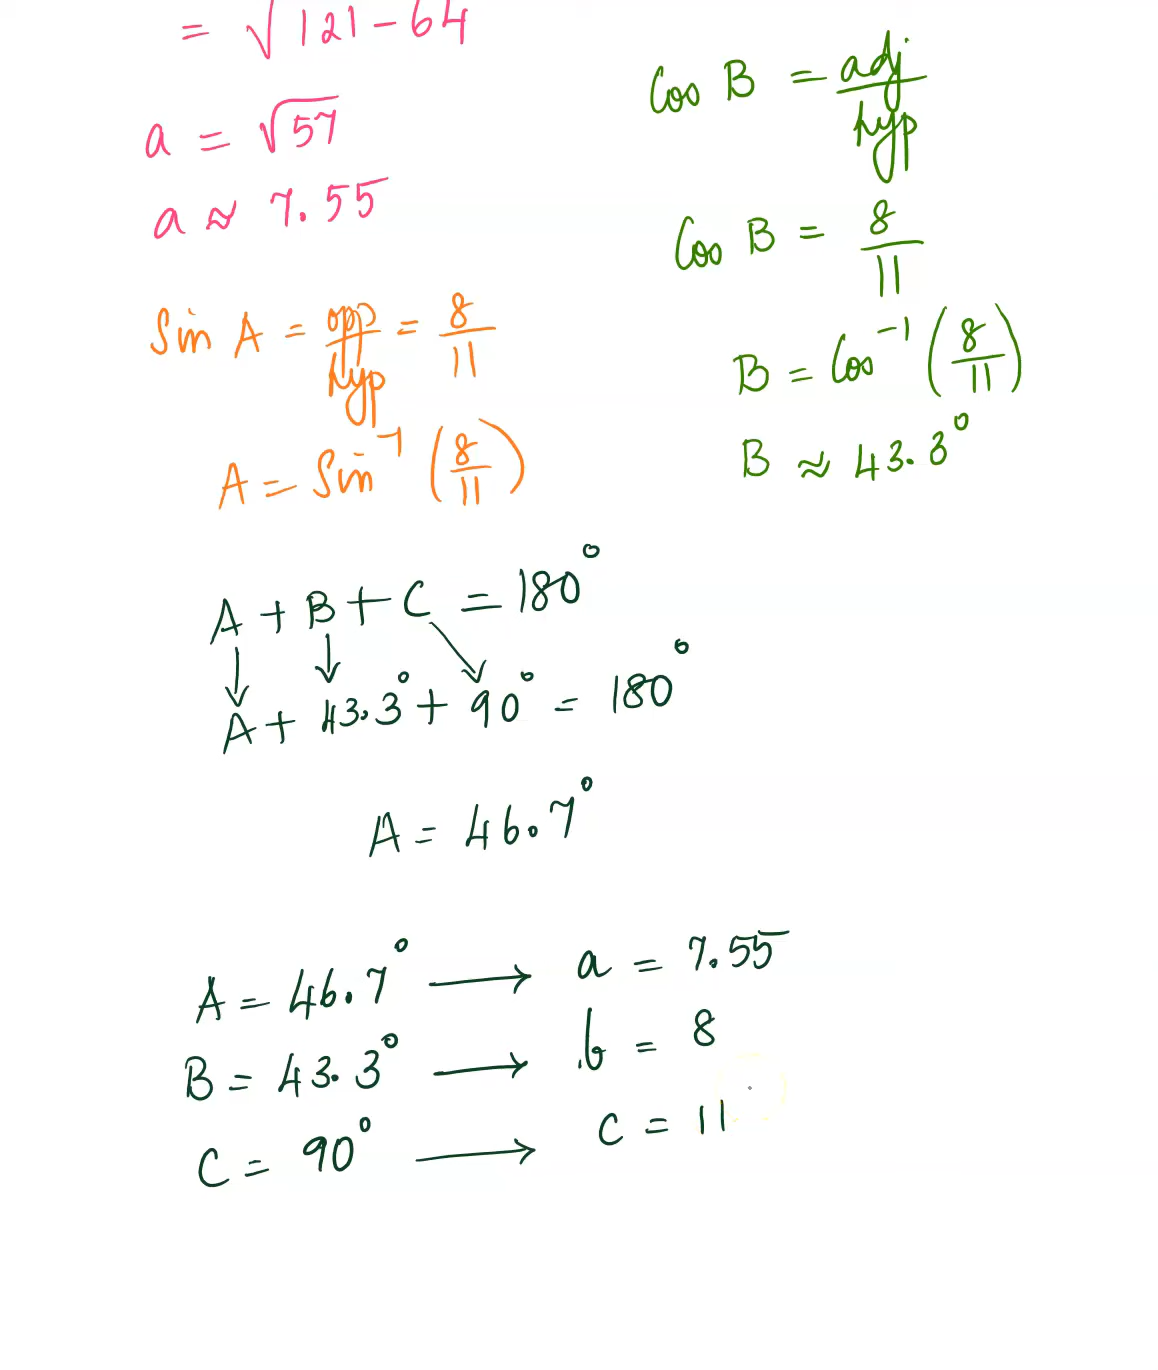 = √121-64
a = √57
a ≈ 7.55
Sin A = opp/hyp = 8/11
A = Sin⁻¹ (8/11)
Cos B = adj/hyp
Cos B = 8/11
B = Cos⁻¹ (8/11)
B ≈ 43.3°
A + B + C = 180°
A + 43.3° + 90° = 180°
A = 46.7°
A = 46.7° → a = 7.55
B = 43.3° → b = 8
C = 90° → c = 11